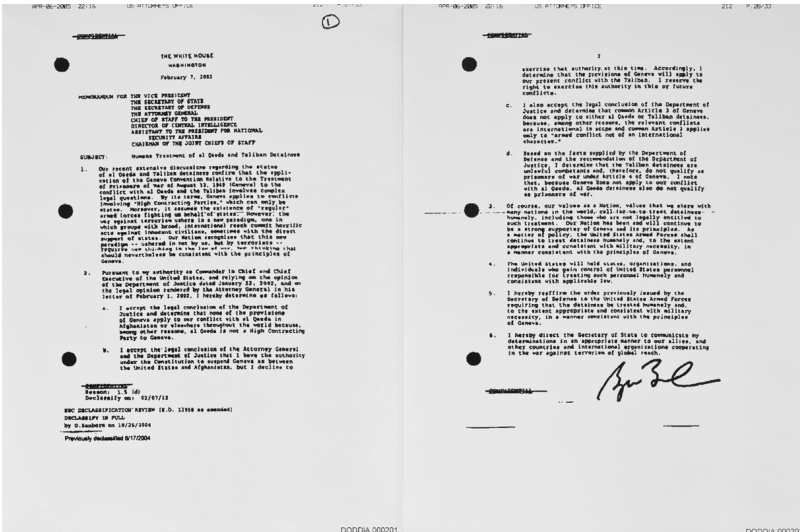 APR-06-2005 22:16 US ATTORNEYS OFFICE 212
1
CONFIDENTIAL
THE WHITE HOUSE
WASHINGTON
February 7, 2002
MEMORANDUM FOR THE VICE PRESIDENT
THE SECRETARY OF STATE
THE SECRETARY OF DEFENSE
THE ATTORNEY GENERAL
CHIEF OF STAFF TO THE PRESIDENT
DIRECTOR OF CENTRAL INTELLIGENCE
ASSISTANT TO THE PRESIDENT FOR NATIONAL
SECURITY AFFAIRS
CHAIRMAN OF THE JOINT CHIEFS OF STAFF
SUBJECT: Humane Treatment of al Qaeda and Taliban Detainees
1. Our recent extensive discussions regarding the status
of al Qaeda and Taliban detainees confirm that the appli-
cation of the Geneva Convention Relative to the Treatment
of Prisoners of War of August 12, 1949 (Geneva) to the
conflict with al Qaeda and the Taliban involves complex
legal questions. By its terms, Geneva applies to conflicts
involving "High Contracting Parties," which can only be
states. Moreover, it assumes the existence of "regular"
armed forces fighting on behalf of states. However, the
war against terrorism ushers in a new paradigm, one in
which groups with broad, international reach commit horrific
acts against innocent civilians, sometimes with the direct
support of states. Our Nation recognizes that this new
paradigm -- ushered in not by us, but by terrorists --
requires new thinking in the law of war, but thinking that
should nevertheless be consistent with the principles of
Geneva.
2. Pursuant to my authority as Commander in Chief and Chief
Executive of the United States, and relying on the opinion
of the Department of Justice dated January 22, 2002, and on
the legal opinion rendered by the Attorney General in his
letter of February 1, 2002, I hereby determine as follows:
a. I accept the legal conclusion of the Department of
Justice and determine that none of the provisions
of Geneva apply to our conflict with al Qaeda in
Afghanistan or elsewhere throughout the world because,
among other reasons, al Qaeda is not a High Contracting
Party to Geneva.
b. I accept the legal conclusion of the Attorney General
and the Department of Justice that I have the authority
under the Constitution to suspend Geneva as between
the United States and Afghanistan, but I decline to
CONFIDENTIAL
Reason: 1.5 (d)
Declassify on: 02/07/12
NSC DECLASSIFICATION REVIEW (E.O. 12958 as amended)
DECLASSIFY IN FULL
by D.Sanborn on 10/26/2004
Previously declassified 6/17/2004
DODDIA 000201
APR-06-2005 22:16 US ATTORNEYS OFFICE 212 P.28/33
CONFIDENTIAL
2
exercise that authority at this time. Accordingly, I
determine that the provisions of Geneva will apply to
our present conflict with the Taliban. I reserve the
right to exercise this authority in this or future
conflicts.
c. I also accept the legal conclusion of the Department of
Justice and determine that common Article 3 of Geneva
does not apply to either al Qaeda or Taliban detainees,
because, among other reasons, the relevant conflicts
are international in scope and common Article 3 applies
only to "armed conflict not of an international
character."
d. Based on the facts supplied by the Department of
Defense and the recommendation of the Department of
Justice, I determine that the Taliban detainees are
unlawful combatants and, therefore, do not qualify as
prisoners of war under Article 4 of Geneva. I note
that, because Geneva does not apply to our conflict
with al Qaeda, al Qaeda detainees also do not qualify
as prisoners of war.
3. Of course, our values as a Nation, values that we share with
many nations in the world, call for us to treat detainees
humanely, including those who are not legally entitled to
such treatment. Our Nation has been and will continue to
be a strong supporter of Geneva and its principles. As
a matter of policy, the United States Armed Forces shall
continue to treat detainees humanely and, to the extent
appropriate and consistent with military necessity, in
a manner consistent with the principles of Geneva.
4. The United States will hold states, organizations, and
individuals who gain control of United States personnel
responsible for treating such personnel humanely and
consistent with applicable law.
5. I hereby reaffirm the order previously issued by the
Secretary of Defense to the United States Armed Forces
requiring that the detainees be treated humanely and,
to the extent appropriate and consistent with military
necessity, in a manner consistent with the principles
of Geneva.
6. I hereby direct the Secretary of State to communicate my
determinations in an appropriate manner to our allies, and
other countries and international organizations cooperating
in the war against terrorism of global reach.
CONFIDENTIAL